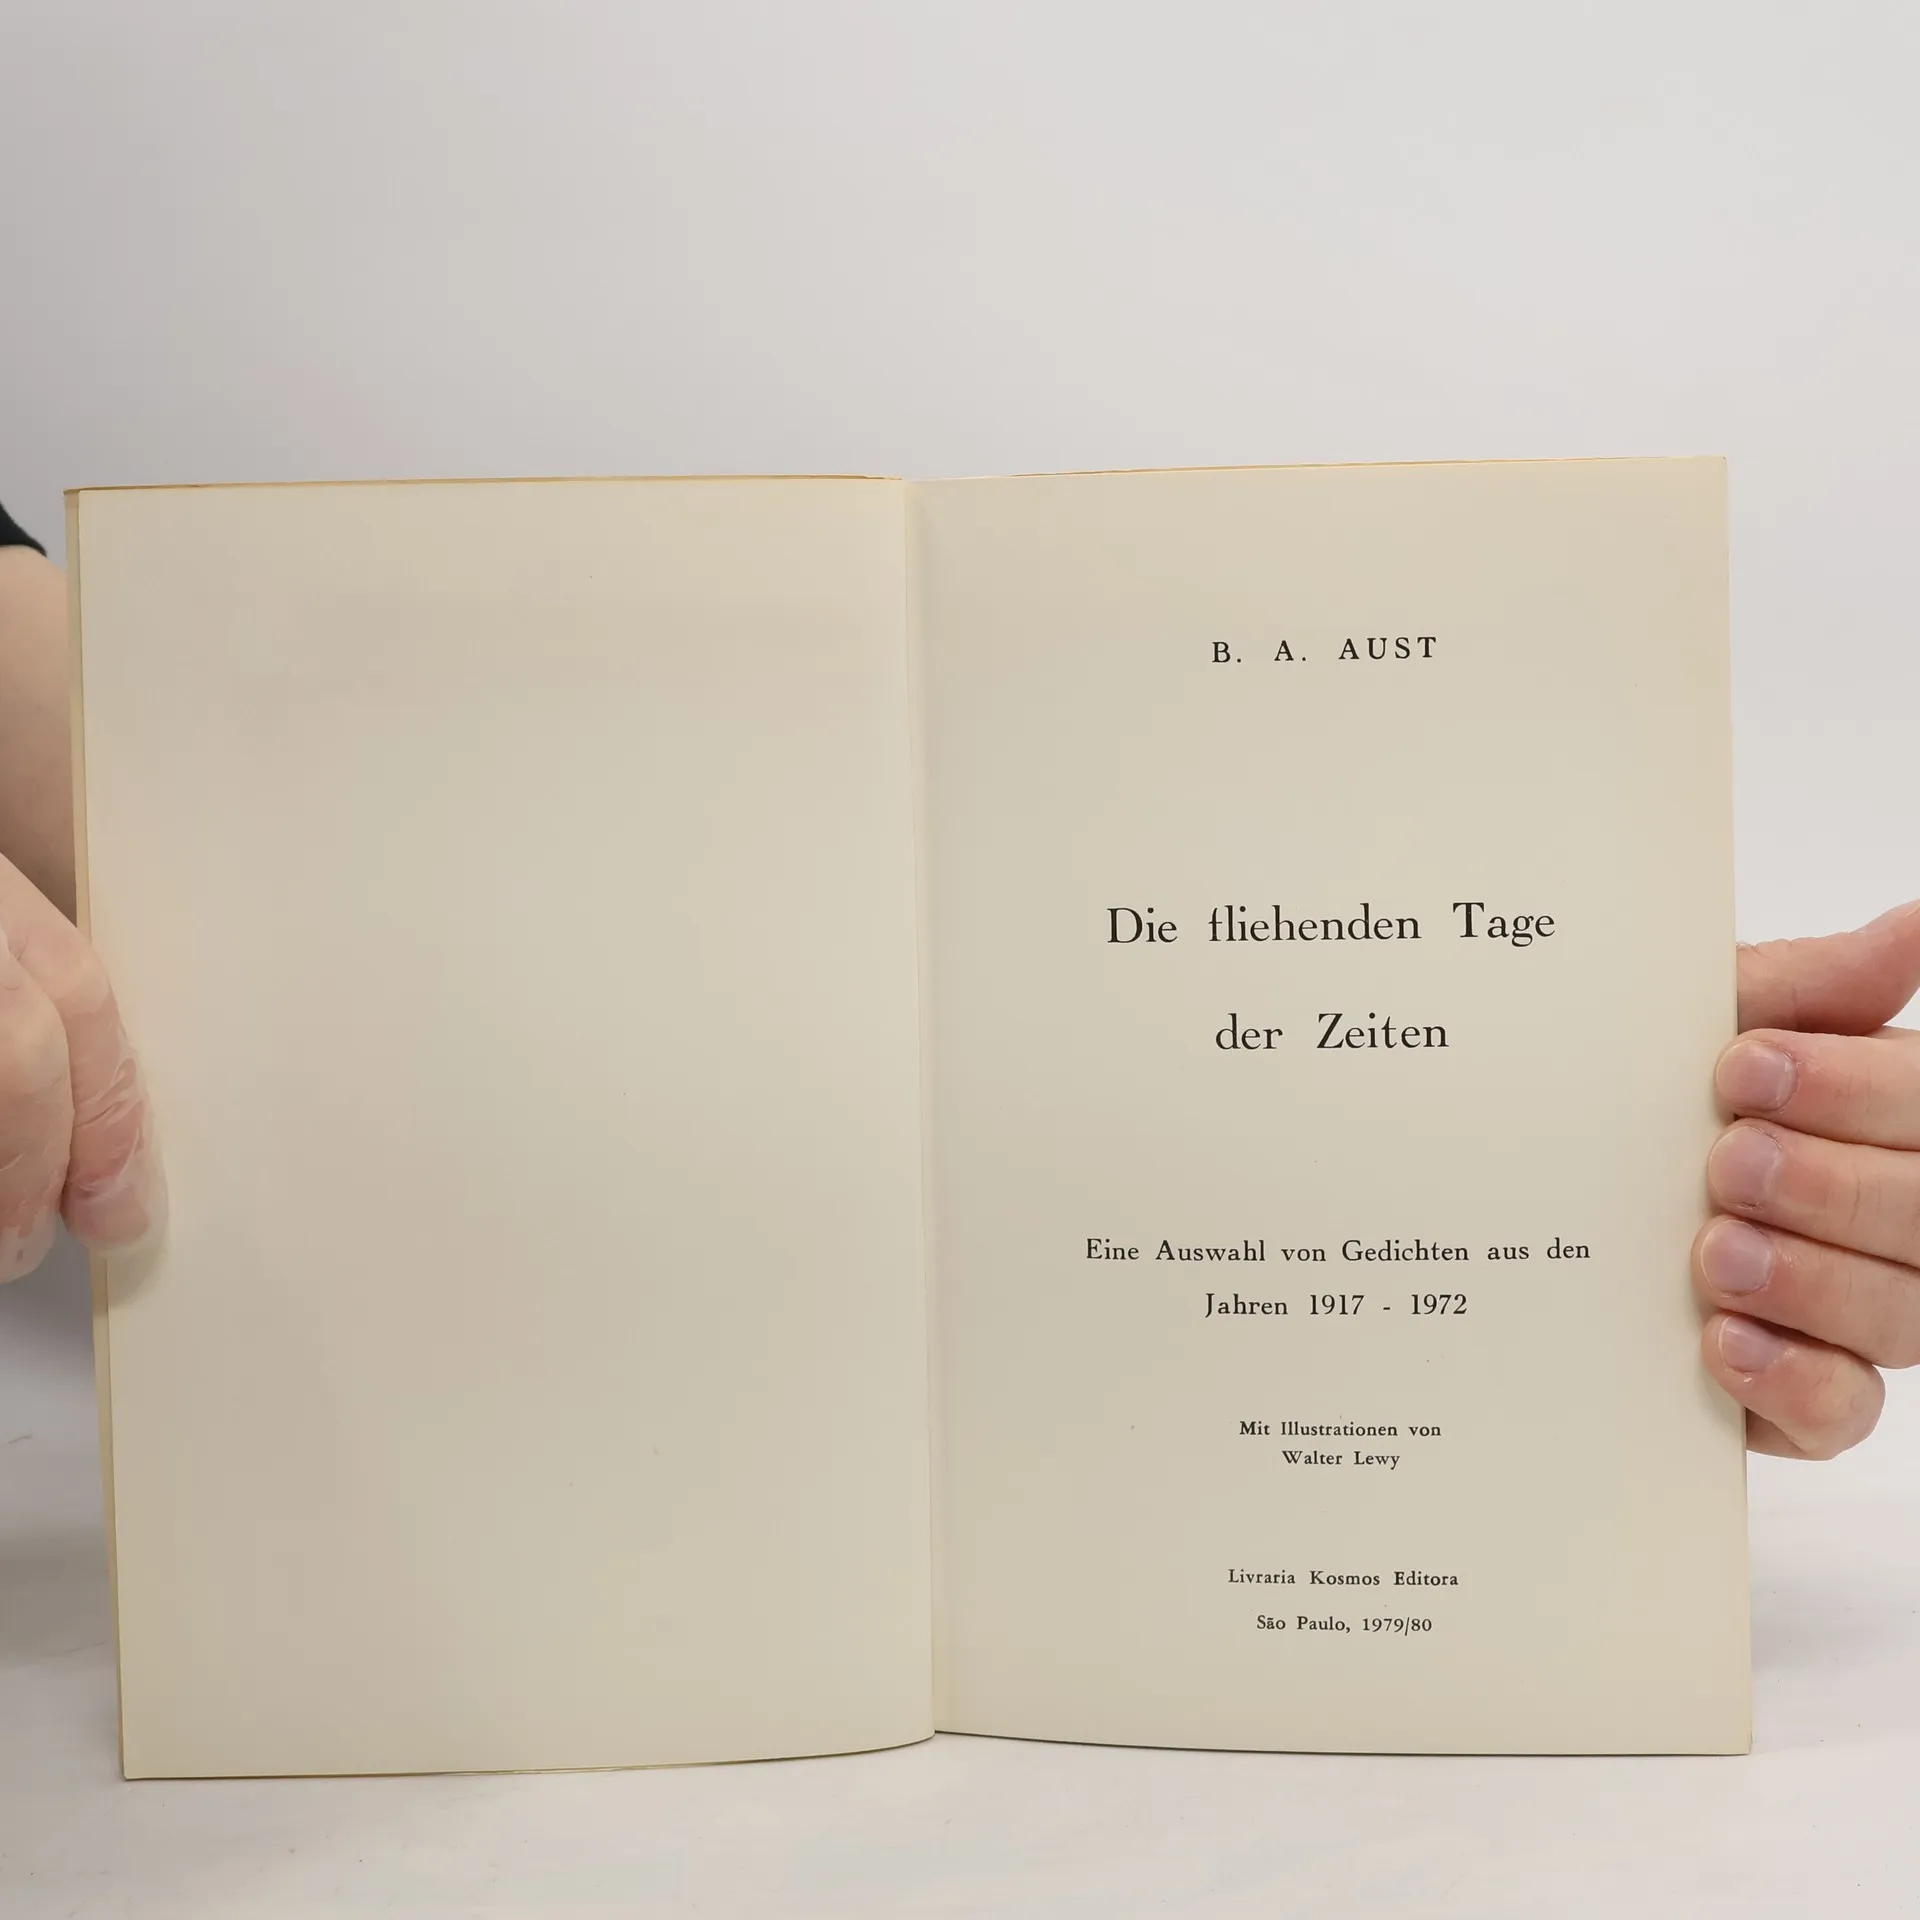 B. A. AUST
Die fliehenden Tage
der Zeiten
Eine Auswahl von Gedichten aus den
Jahren 1917 - 1972
Mit Illustrationen von
Walter Lewy
Livraria Kosmos Editora
São Paulo, 1979/80